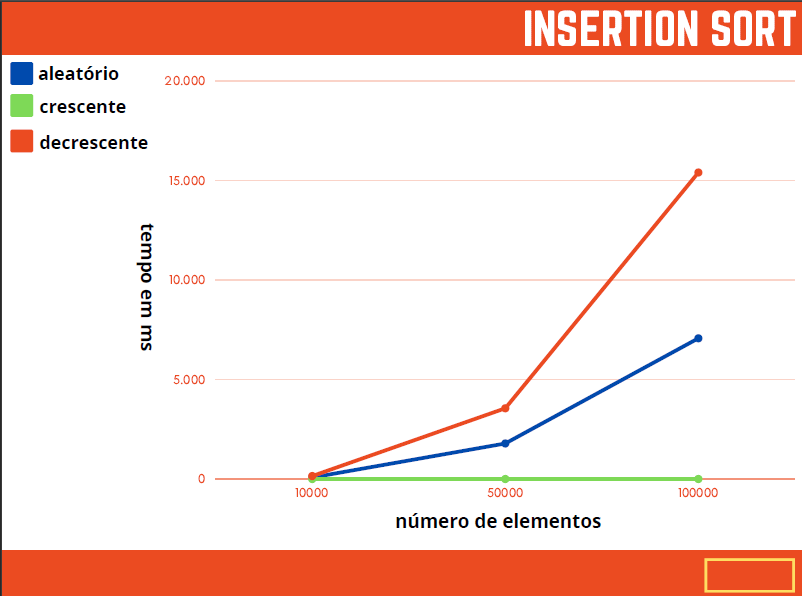 INSERTION SORT
aleatório
crescente
decrescente
20.000
15.000
10.000
5.000
0
tempo em ms
10000
50000
100000
número de elementos